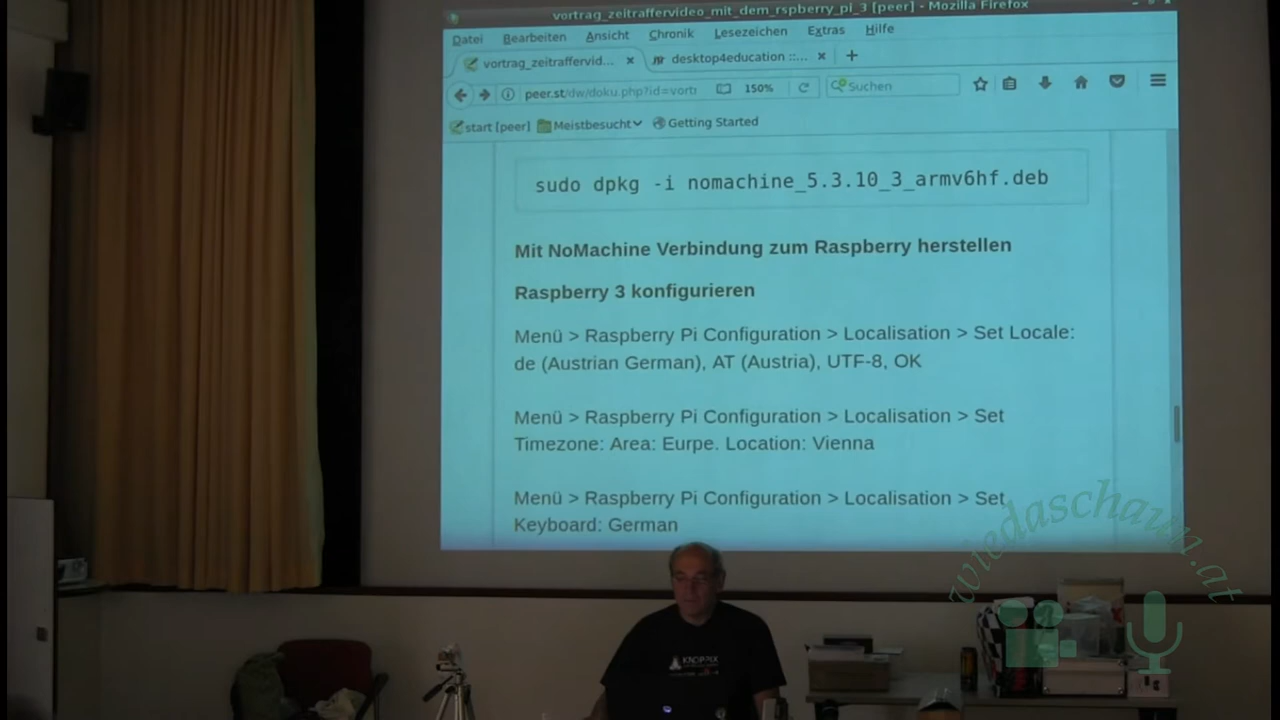 vortrag_zeitraffervideo_mit_dem_rspberry_pi_3 [peer] - Mozilla Firefox
Datei Bearbeiten Ansicht Chronik Lesezeichen Extras Hilfe
vortrag_zeitraffervid... × desktop4education ::... × +
peer.st/dw/doku.php?id=vortr 150% Suchen
start [peer] Meistbesucht Getting Started
sudo dpkg -i nomachine_5.3.10_3_armv6hf.deb
Mit NoMachine Verbindung zum Raspberry herstellen
Raspberry 3 konfigurieren
Menü > Raspberry Pi Configuration > Localisation > Set Locale:
de (Austrian German), AT (Austria), UTF-8, OK
Menü > Raspberry Pi Configuration > Localisation > Set
Timezone: Area: Eurpe. Location: Vienna
Menü > Raspberry Pi Configuration > Localisation > Set
Keyboard: German
wiedaschaun.at
KNOPPIX